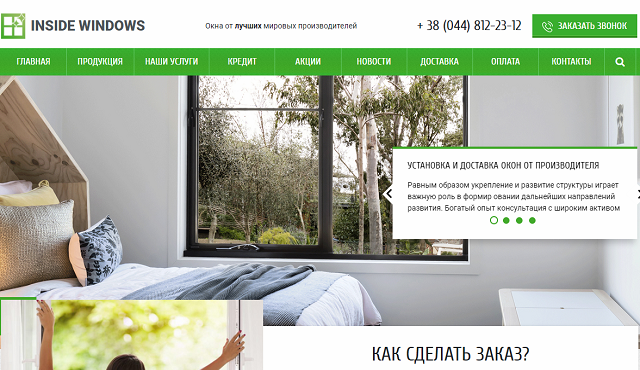 INSIDE WINDOWS
Окна от лучших мировых производителей
+ 38 (044) 812-23-12
ЗАКАЗАТЬ ЗВОНОК
ГЛАВНАЯ ПРОДУКЦИЯ НАШИ УСЛУГИ КРЕДИТ АКЦИИ НОВОСТИ ДОСТАВКА ОПЛАТА КОНТАКТЫ
УСТАНОВКА И ДОСТАВКА ОКОН ОТ ПРОИЗВОДИТЕЛЯ
Равным образом укрепление и развитие структуры играет
важную роль в формир овании дальнейших направлений
развития. Богатый опыт консультация с широким активом
КАК СДЕЛАТЬ ЗАКАЗ?